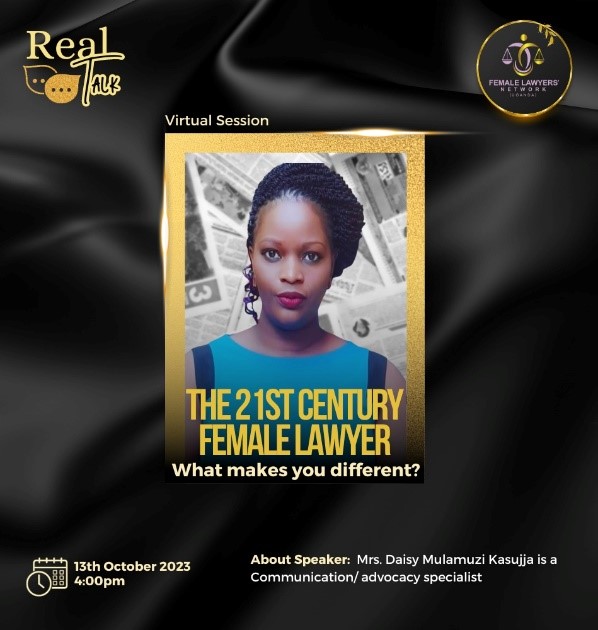 Real
Talk
FEMALE LAWYERS'
NETWORK
(UGANDA)
Virtual Session
THE 21ST CENTURY
FEMALE LAWYER
What makes you different?
13th October 2023
4:00pm
About Speaker: Mrs. Daisy Mulamuzi Kasujja is a
Communication/ advocacy specialist